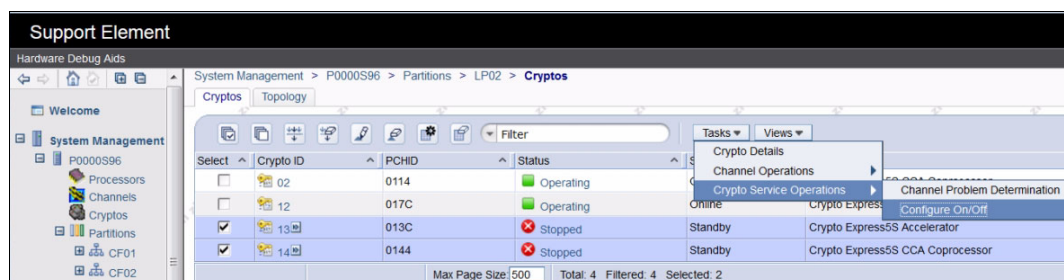 Support Element
Hardware Debug Aids
System Management > P0000S96 > Partitions > LP02 > Cryptos
Cryptos Topology
Welcome
System Management
P0000S96
Processors
Channels
Cryptos
Partitions
CF01
CF02
Filter
Tasks Views
Select Crypto ID PCHID Status
02 0114 Operating
12 017C Operating Online Crypto Express
13 013C Stopped Standby Crypto Express5S Accelerator
14 0144 Stopped Standby Crypto Express5S CCA Coprocessor
Crypto Details
Channel Operations
Crypto Service Operations
Channel Problem Determination
Configure On/Off
Max Page Size: 500 Total: 4 Filtered: 4 Selected: 2